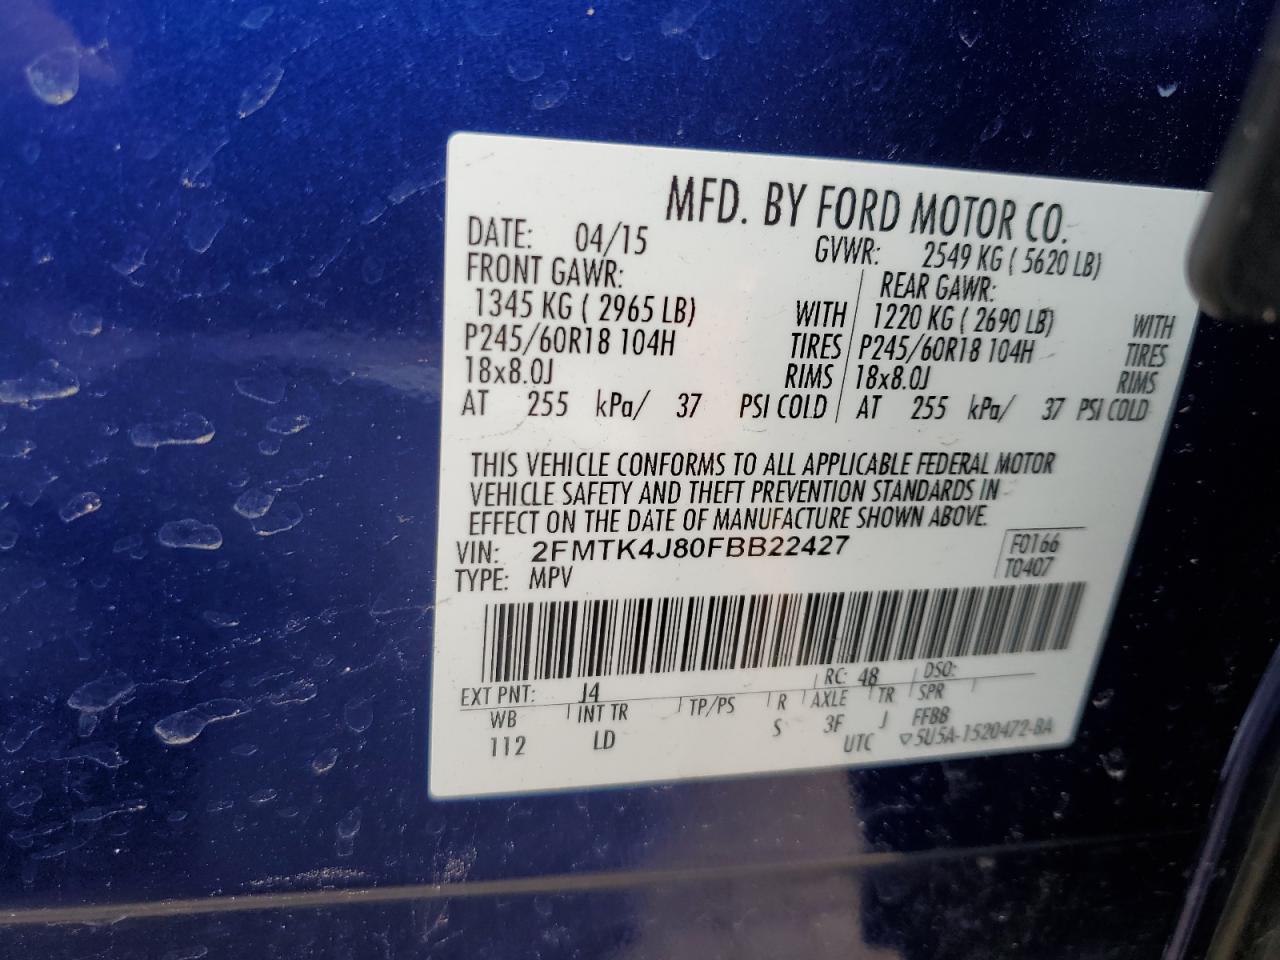 MFD. BY FORD MOTOR CO.
DATE: 04/15 GVWR: 2549 KG ( 5620 LB)
FRONT GAWR: REAR GAWR:
1345 KG ( 2965 LB) WITH 1220 KG ( 2690 LB) WITH
P245/60R18 104H TIRES P245/60R18 104H TIRES
18x8.0J RIMS 18x8.0J RIMS
AT 255 kPa/ 37 PSI COLD AT 255 kPa/ 37 PSI COLD
THIS VEHICLE CONFORMS TO ALL APPLICABLE FEDERAL MOTOR
VEHICLE SAFETY AND THEFT PREVENTION STANDARDS IN
EFFECT ON THE DATE OF MANUFACTURE SHOWN ABOVE.
VIN: 2FMTK4J80FBB22427 F0166
TYPE: MPV T0407
EXT PNT: J4 RC: 48 DSO:
WB INT TR TP/PS R AXLE TR SPR
112 LD S 3F J FFBB
UTC ▽5U5A-1520472-BA